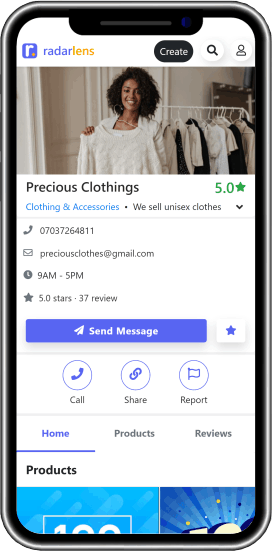 radarlens
Create
Precious Clothings 5.0
Clothing & Accessories • We sell unisex clothes
07037264811
preciousclothes@gmail.com
9AM - 5PM
5.0 stars · 37 review
Send Message
Call Share Report
Home Products Reviews
Products